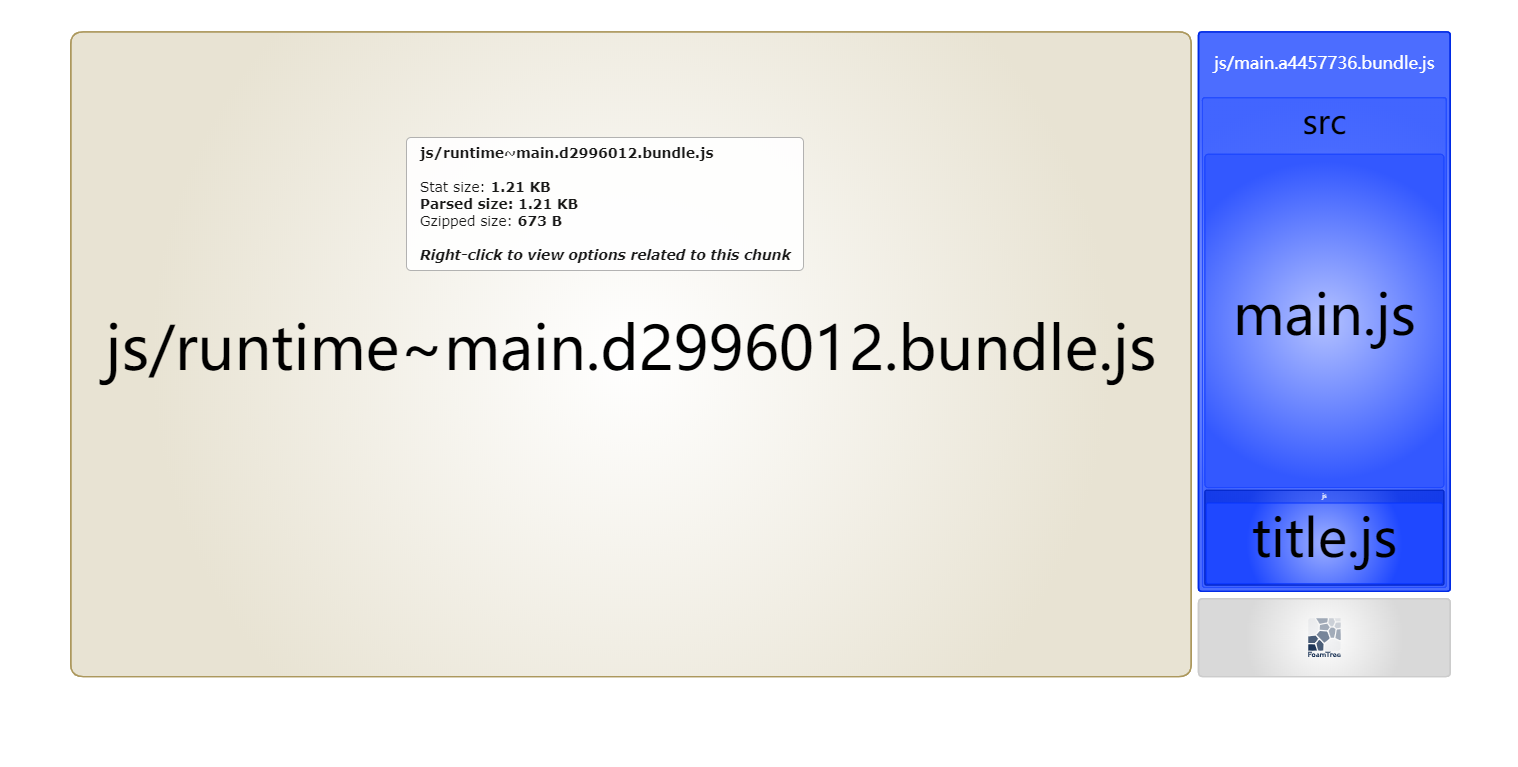 js/runtime~main.d2996012.bundle.js
Stat size: 1.21 KB
Parsed size: 1.21 KB
Gzipped size: 673 B
Right-click to view options related to this chunk
js/runtime~main.d2996012.bundle.js
js/main.a4457736.bundle.js
src
main.js
js
title.js
FoamTree